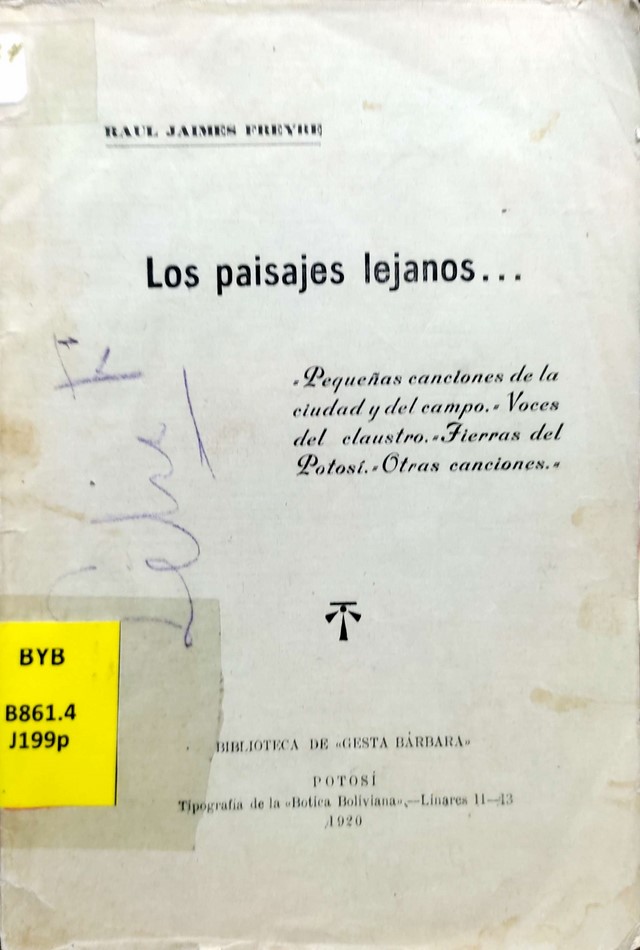 RAUL JAIMES FREYRE
Los paisajes lejanos...
«Pequeñas canciones de la
ciudad y del campo.« Voces
del claustro.«Tierras del
Potosí.«Otras canciones.«
BYB
B861.4
J199p
BIBLIOTECA DE «GESTA BÁRBARA»
POTOSÍ
Tipografia de la «Botica Boliviana»,—Linares 11—13
1920